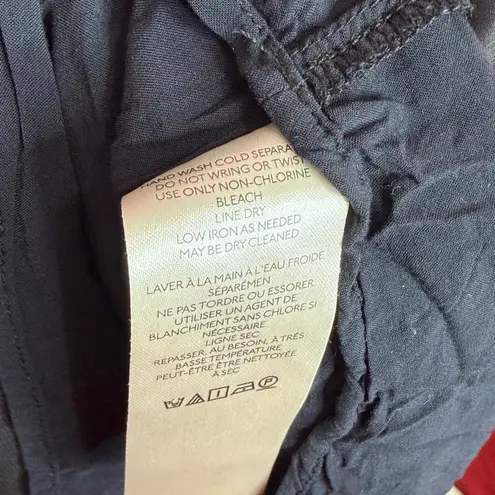 HAND WASH COLD SEPARA
DO NOT WRING OR TWIST
USE ONLY NON-CHLORINE
BLEACH
LINE DRY
LOW IRON AS NEEDED
MAY BE DRY CLEANED
LAVER À LA MAIN À L'EAU FROIDE
SÉPARÉMEN
NE PAS TORDRE OU ESSORER
UTILISER UN AGENT DE
BLANCHIMENT SANS CHLORE SI
NÉCESSAIRE
LIGNE SEC
REPASSER, AU BESOIN, À TRÈS
BASSE TEMPÉRATURE
PEUT-ÊTRE ÊTRE NETTOYÉE
À SEC
P